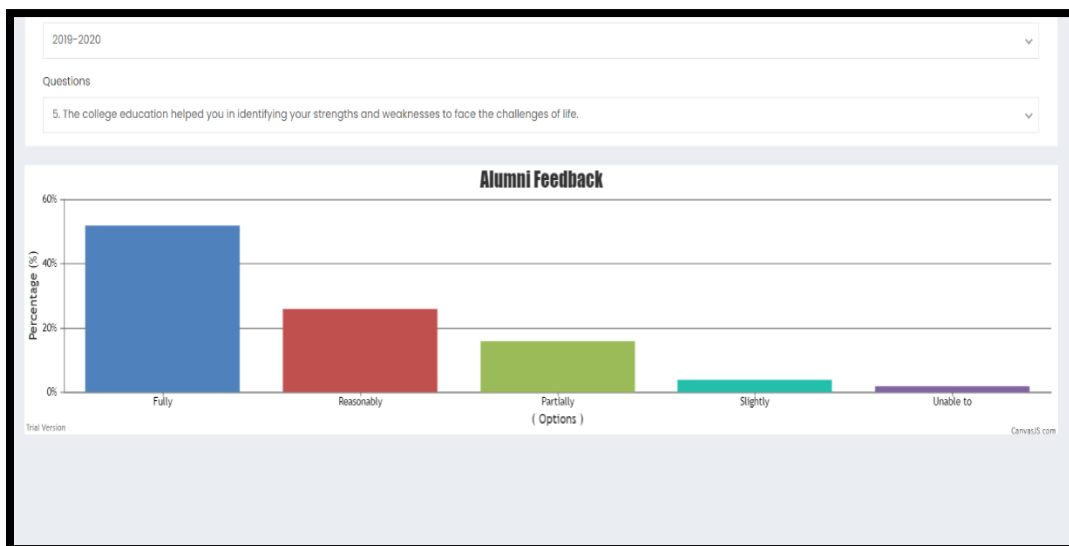 2019-2020
Questions
5. The college education helped you in identifying your strengths and weaknesses to face the challenges of life.
Alumni Feedback
60%
40%
20%
0%
Percentage (%)
Fully Reasonably Partially Slightly Unable to
( Options )
Trial Version
CanvasJS.com